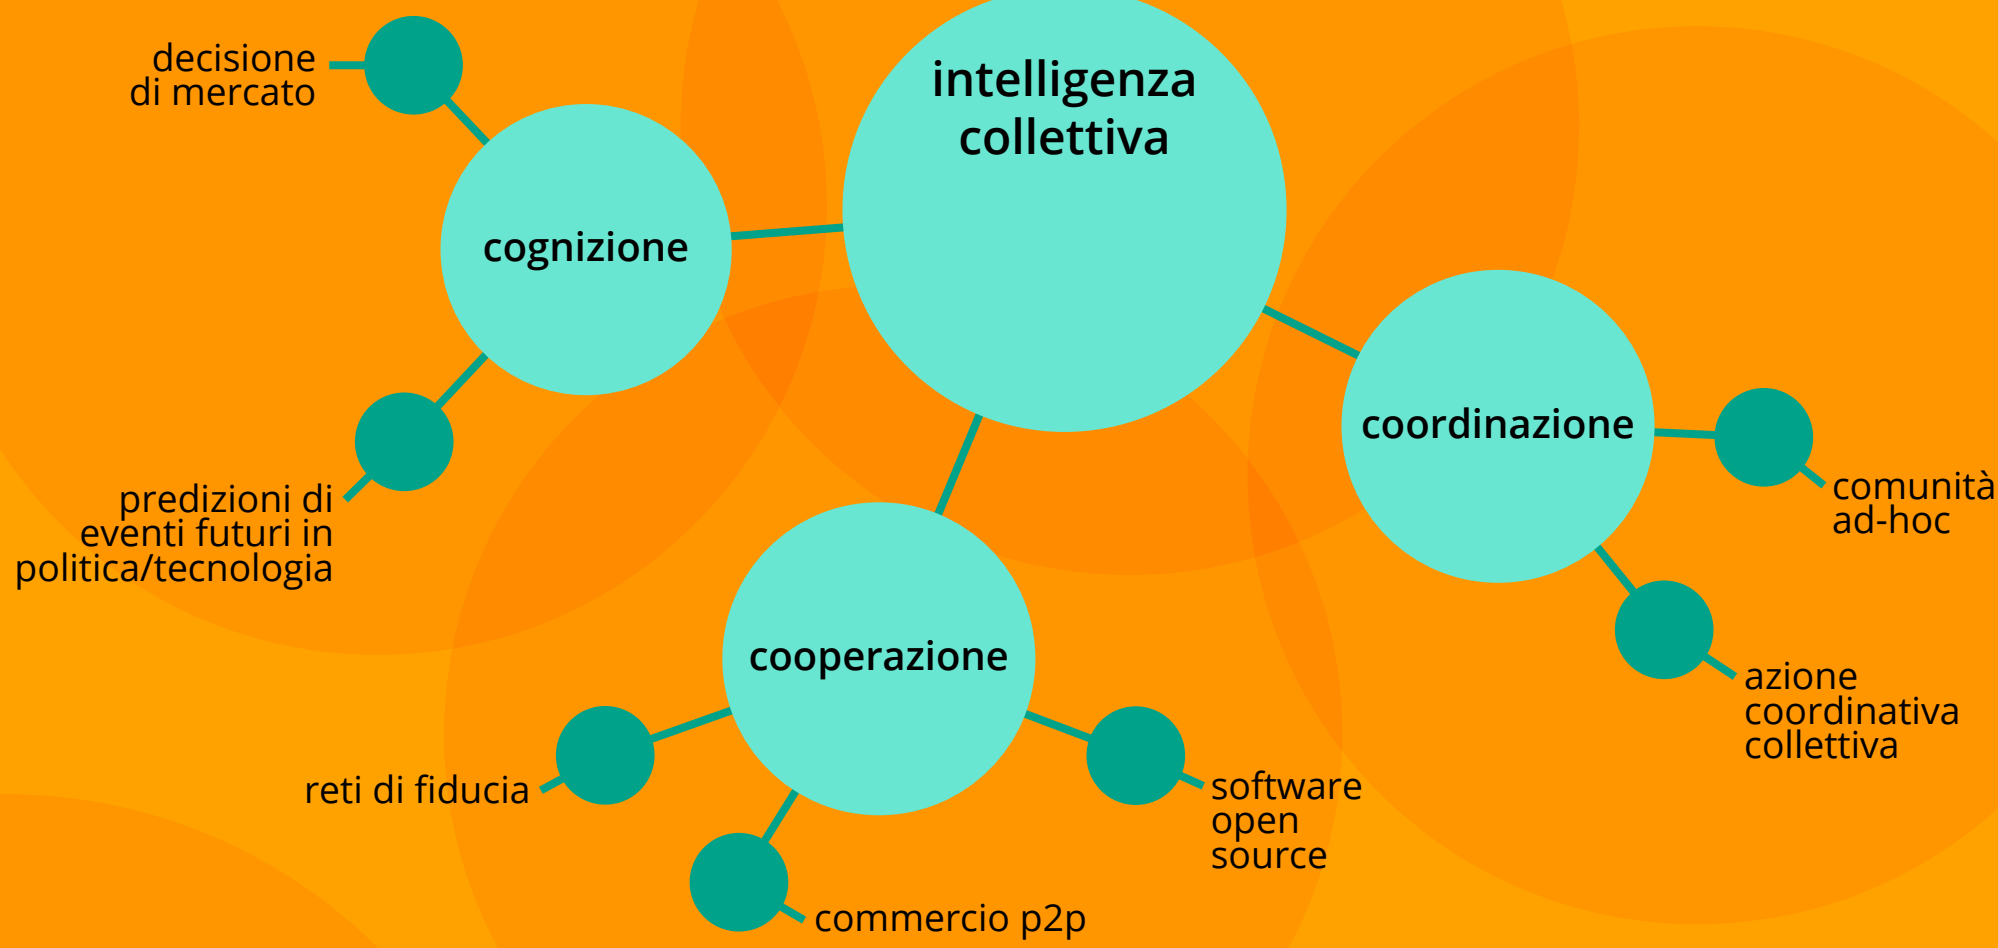 intelligenza
collettiva
cognizione
decisione
di mercato
predizioni di
eventi futuri in
politica/tecnologia
cooperazione
reti di fiducia
commercio p2p
software
open
source
coordinazione
comunità
ad-hoc
azione
coordinativa
collettiva